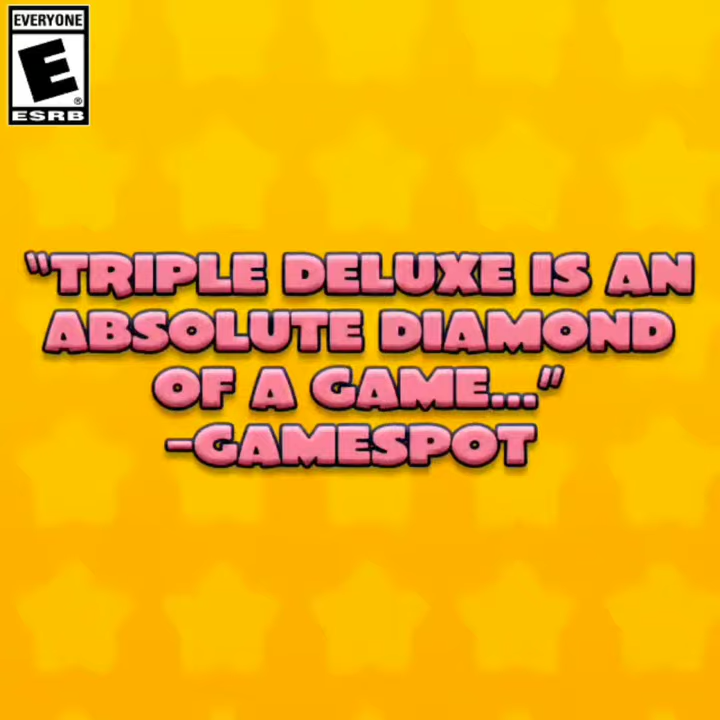 EVERYONE
E
ESRB
"TRIPLE DELUXE IS AN
ABSOLUTE DIAMOND
OF A GAME..."
-GAMESPOT